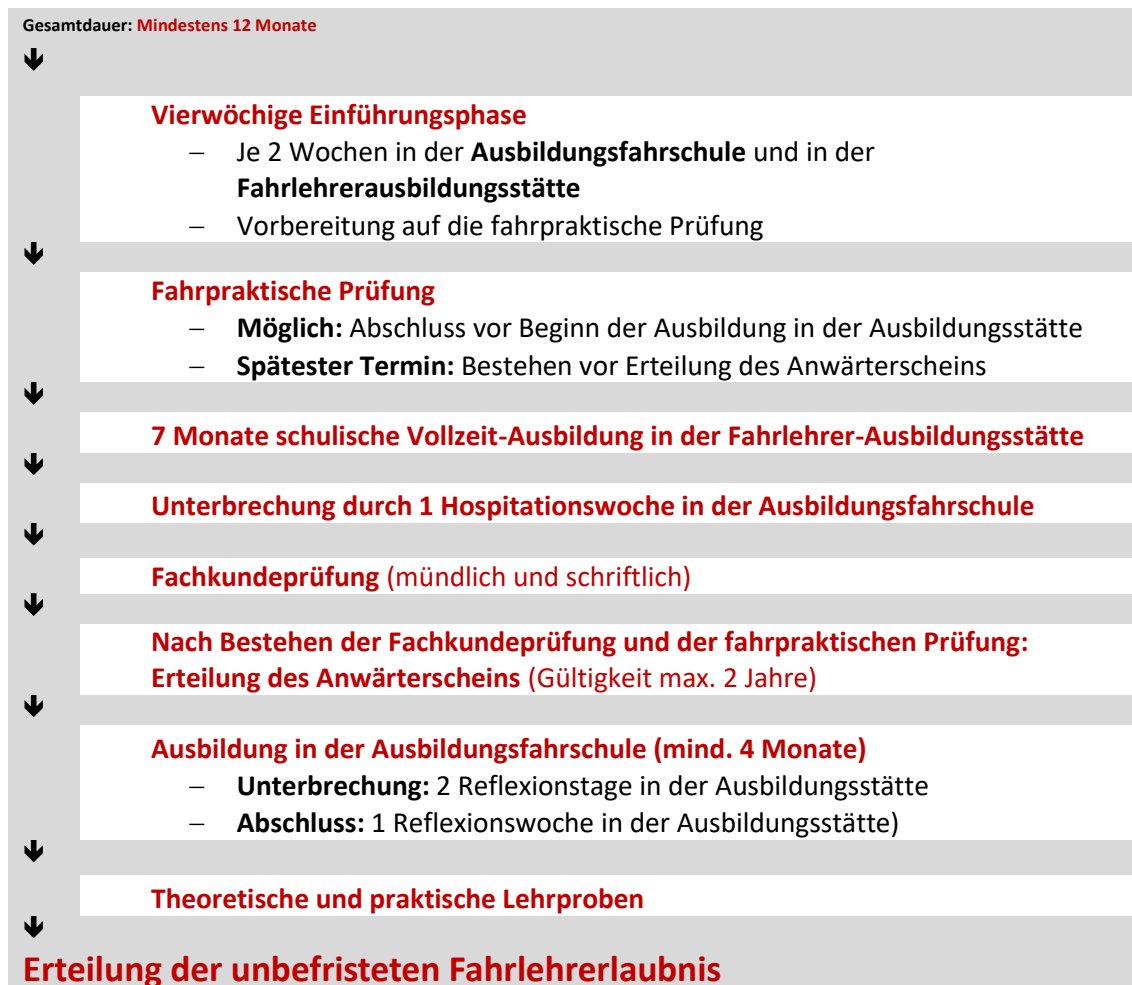 Gesamtdauer: Mindestens 12 Monate
Vierwöchige Einführungsphase
– Je 2 Wochen in der Ausbildungsfahrschule und in der
Fahrlehrerausbildungsstätte
– Vorbereitung auf die fahrpraktische Prüfung
Fahrpraktische Prüfung
– Möglich: Abschluss vor Beginn der Ausbildung in der Ausbildungsstätte
– Spätester Termin: Bestehen vor Erteilung des Anwärterscheins
7 Monate schulische Vollzeit-Ausbildung in der Fahrlehrer-Ausbildungsstätte
Unterbrechung durch 1 Hospitationswoche in der Ausbildungsfahrschule
Fachkundeprüfung (mündlich und schriftlich)
Nach Bestehen der Fachkundeprüfung und der fahrpraktischen Prüfung:
Erteilung des Anwärterscheins (Gültigkeit max. 2 Jahre)
Ausbildung in der Ausbildungsfahrschule (mind. 4 Monate)
– Unterbrechung: 2 Reflexionstage in der Ausbildungsstätte
– Abschluss: 1 Reflexionswoche in der Ausbildungsstätte)
Theoretische und praktische Lehrproben
Erteilung der unbefristeten Fahrlehrerlaubnis